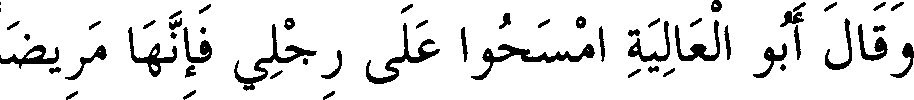 وَقَالَ أَبُو الْعَالِيَةِ امْسَحُوا عَلَى رِجْلِي فَإِنَّهَا مَرِيضَ